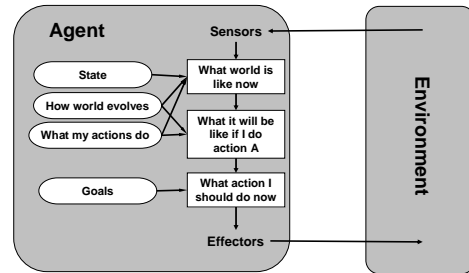 Agent
Sensors
State
What world is
like now
How world evolves
What my actions do
What it will be
like if I do
action A
Goals
What action I
should do now
Effectors
Environment